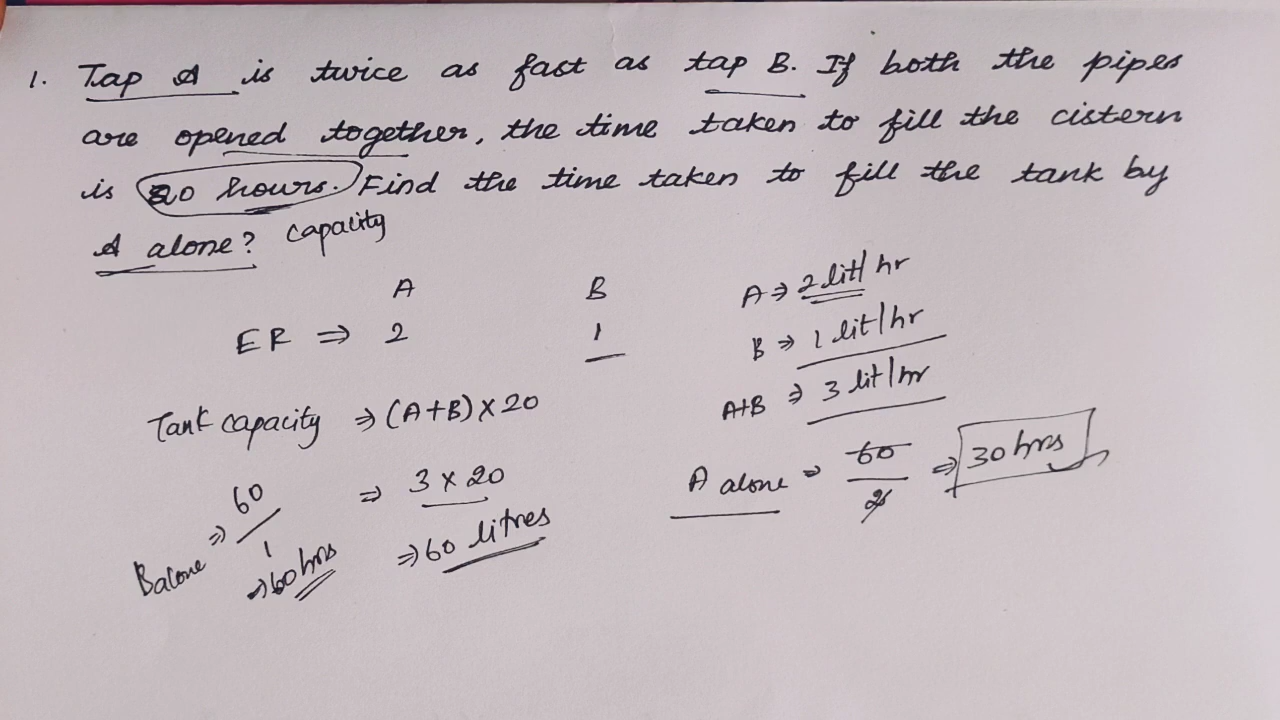 1. Tap A is twice as fast as tap B. If both the pipes
are opened together, the time taken to fill the cistern
is 20 hours. Find the time taken to fill the tank by
A alone? capacity
A B
ER ⇒ 2 1
Tank capacity ⇒ (A+B) × 20
⇒ 3 × 20
⇒ 60 litres
B alone ⇒ 60/1
⇒ 60 hrs
A ⇒ 2 lit/hr
B ⇒ 1 lit/hr
A+B ⇒ 3 lit/hr
A alone ⇒ 60/2 ⇒ 30 hrs